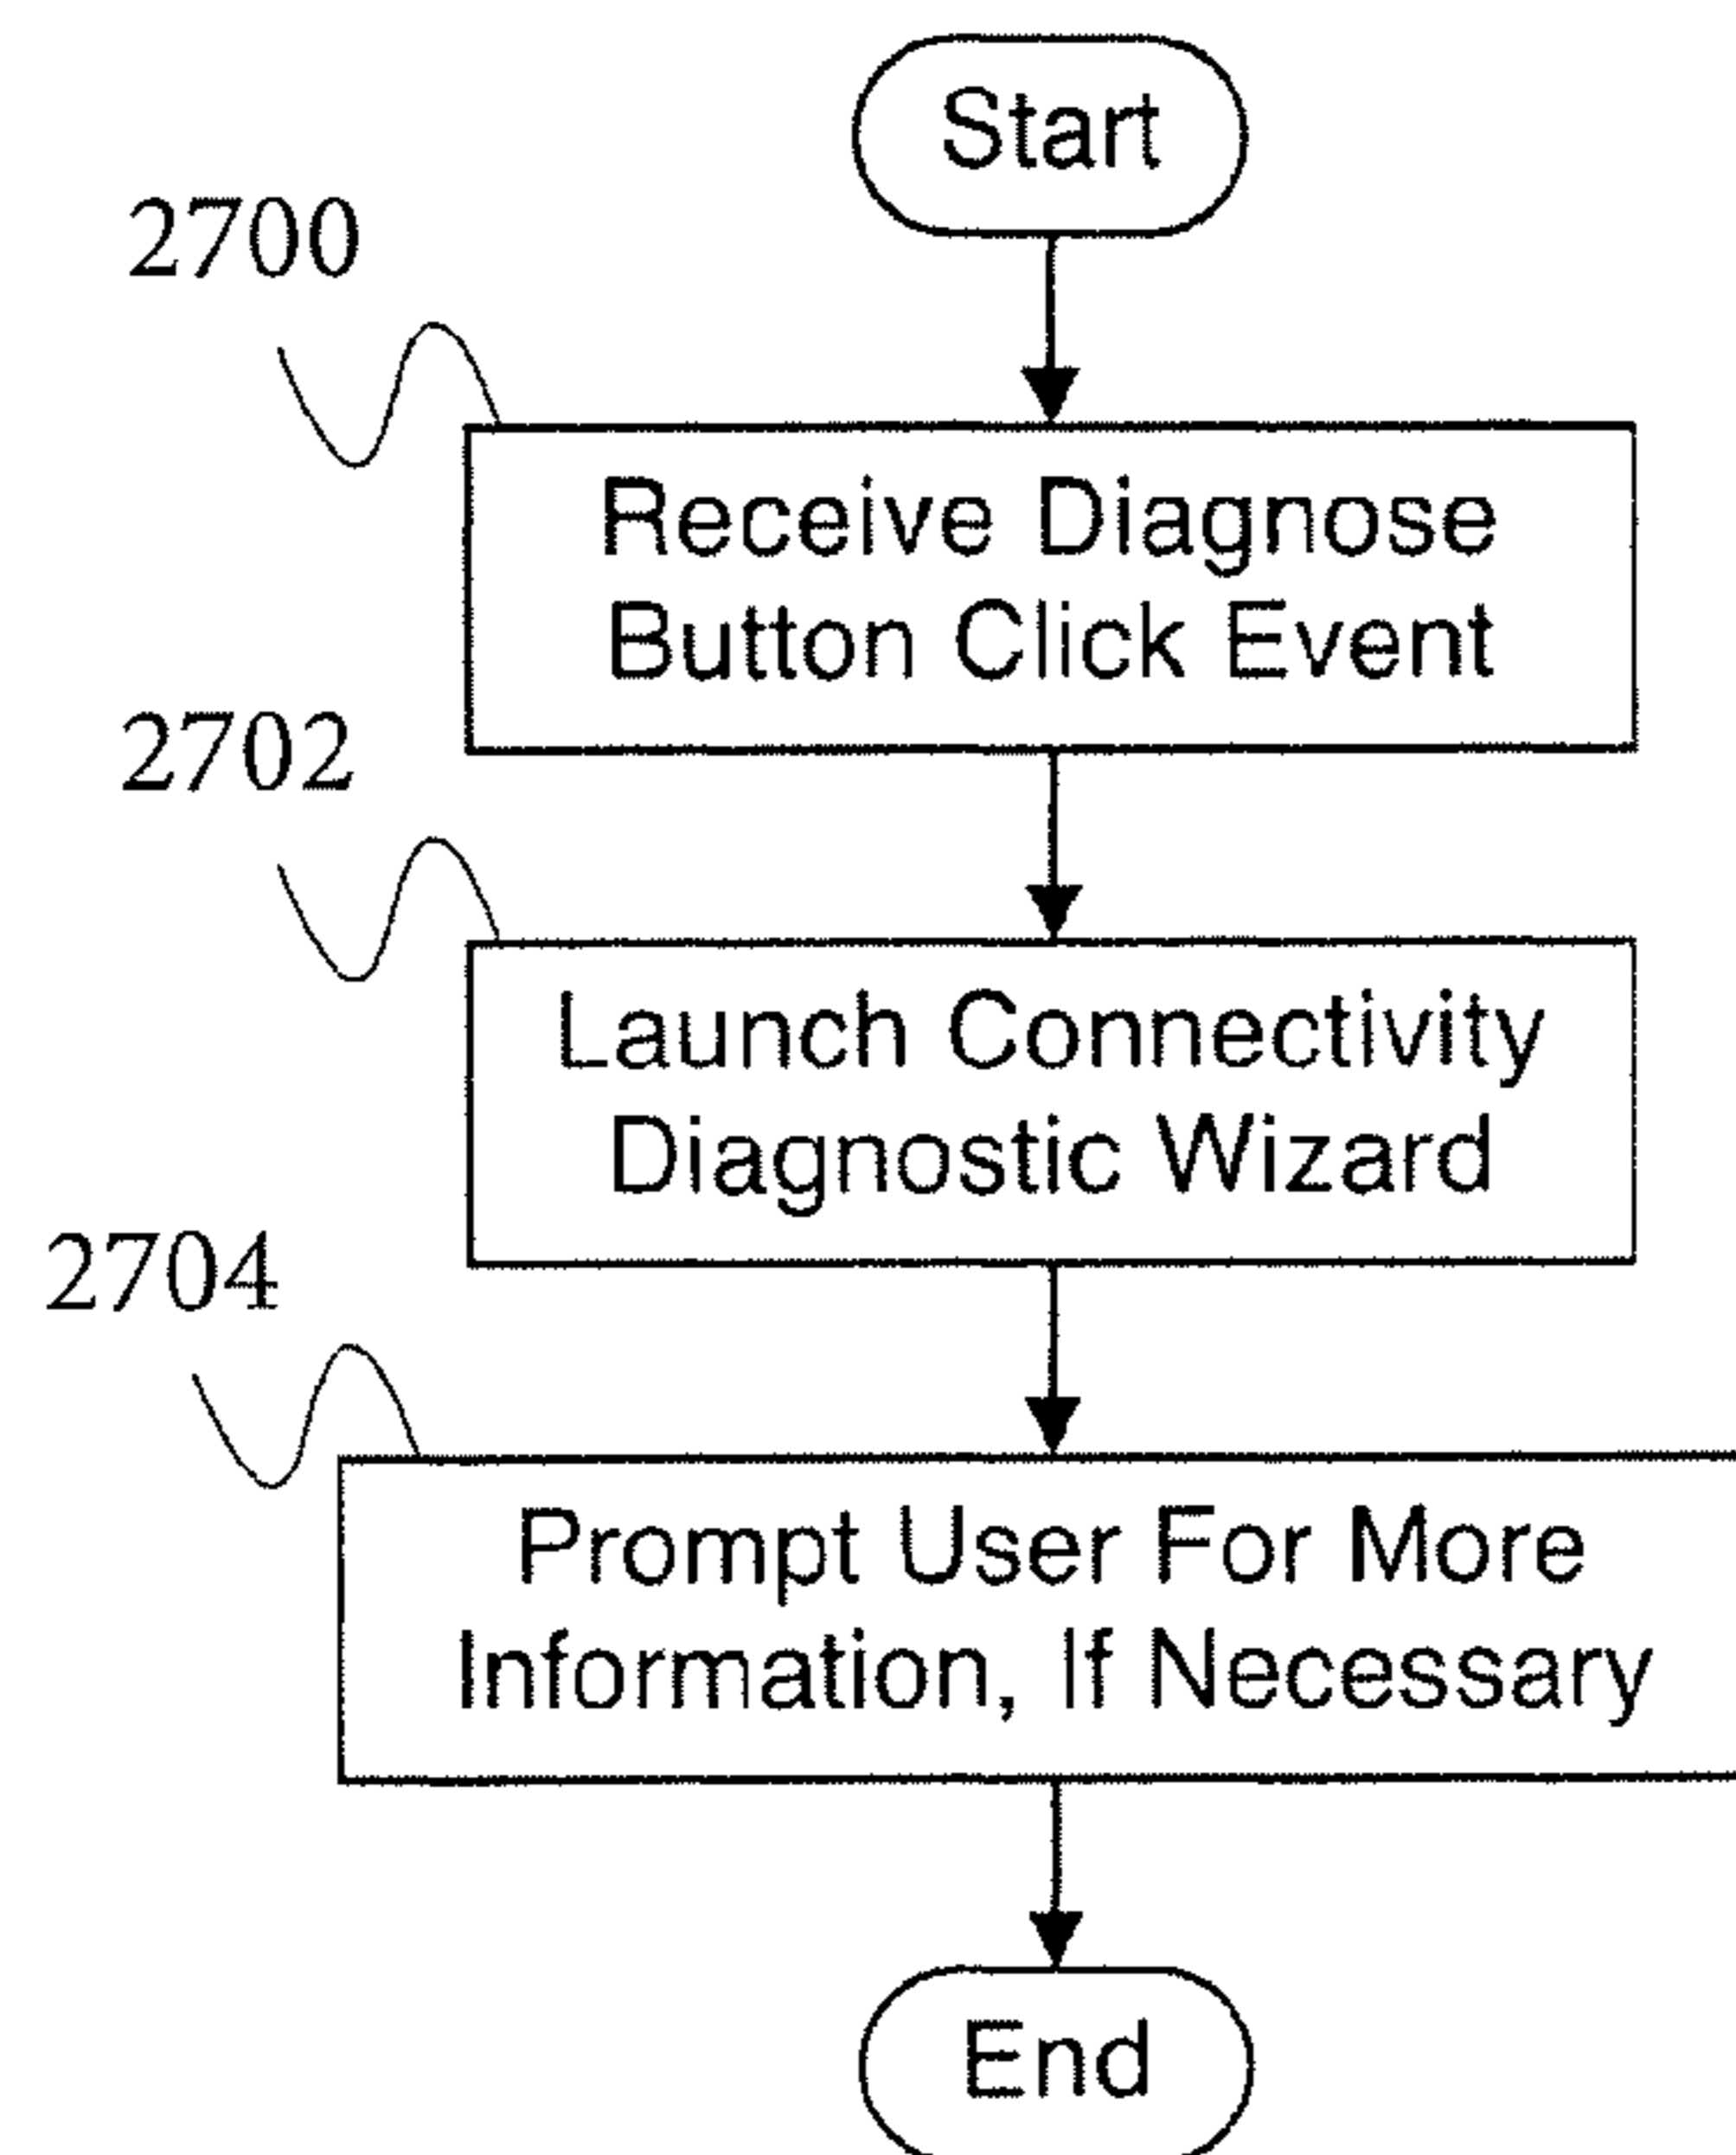 Start
2700
Receive Diagnose
Button Click Event
2702
Launch Connectivity
Diagnostic Wizard
2704
Prompt User For More
Information, If Necessary
End